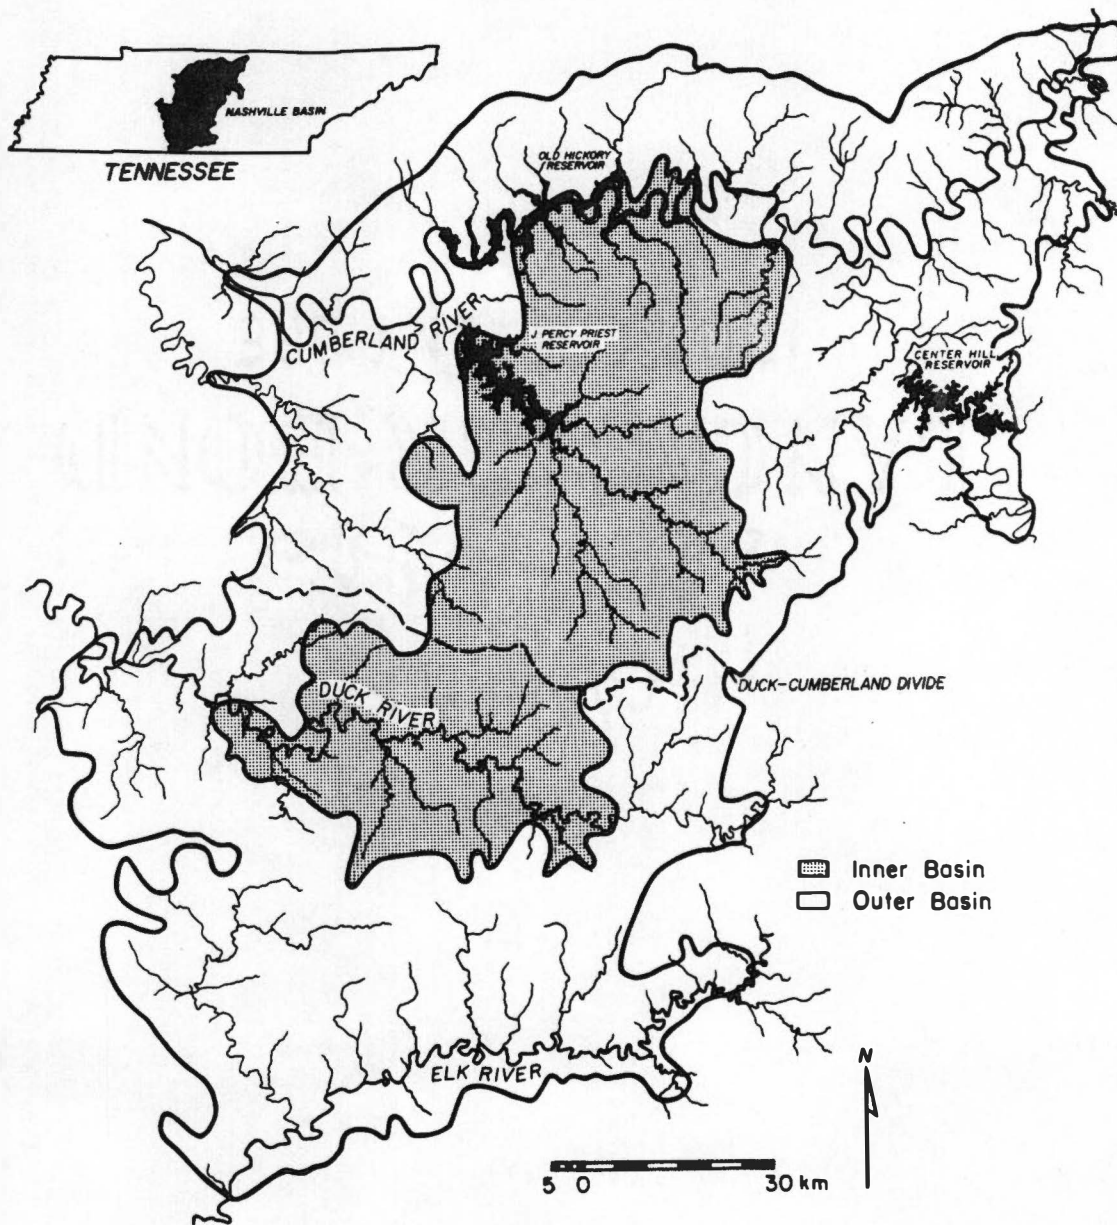 NASHVILLE BASIN
TENNESSEE
OLD HICKORY
RESERVOIR
CUMBERLAND RIVER
J PERCY PRIEST
RESERVOIR
CENTER HILL
RESERVOIR
DUCK RIVER
DUCK-CUMBERLAND DIVIDE
Inner Basin
Outer Basin
ELK RIVER
N
5 0 30 km